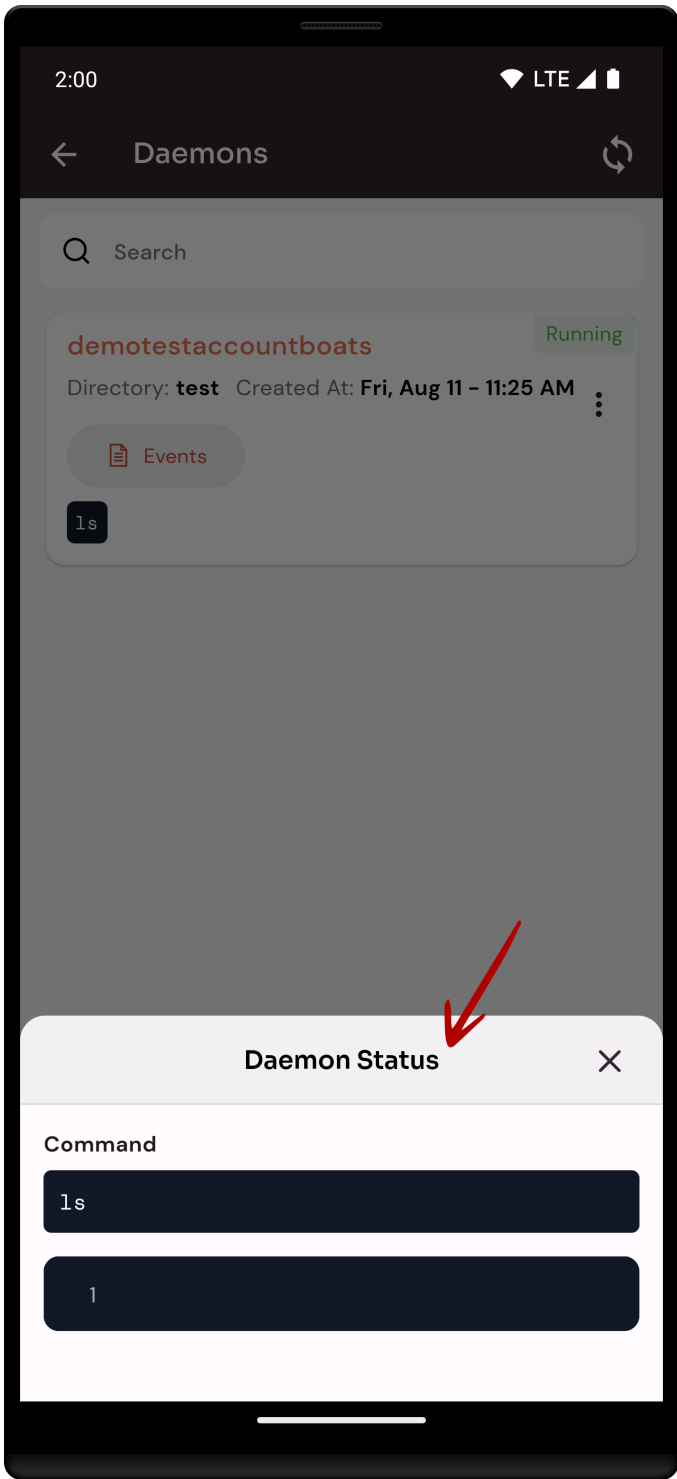 2:00 LTE
Daemons
Search
Running
demotestaccountboats
Directory: test Created At: Fri, Aug 11 - 11:25 AM
Events
ls
Daemon Status
Command
ls
1